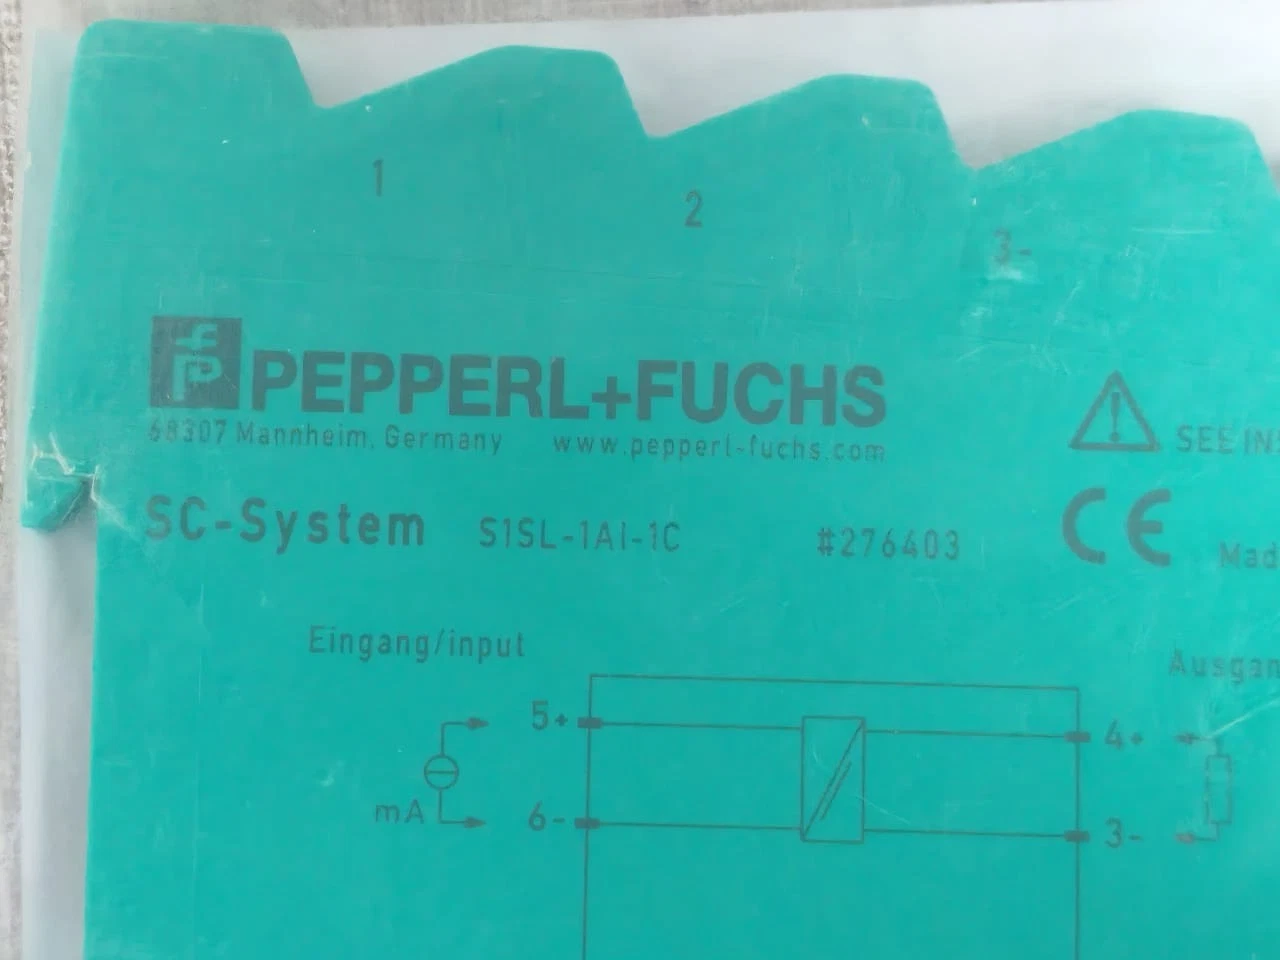 1
2
3-
PEPPERL+FUCHS
68307 Mannheim, Germany www.pepperl-fuchs.com
SEE
SC-System S1SL-1AI-1C #276403
CE
Eingang/input
5+
4+
mA
6-
3-